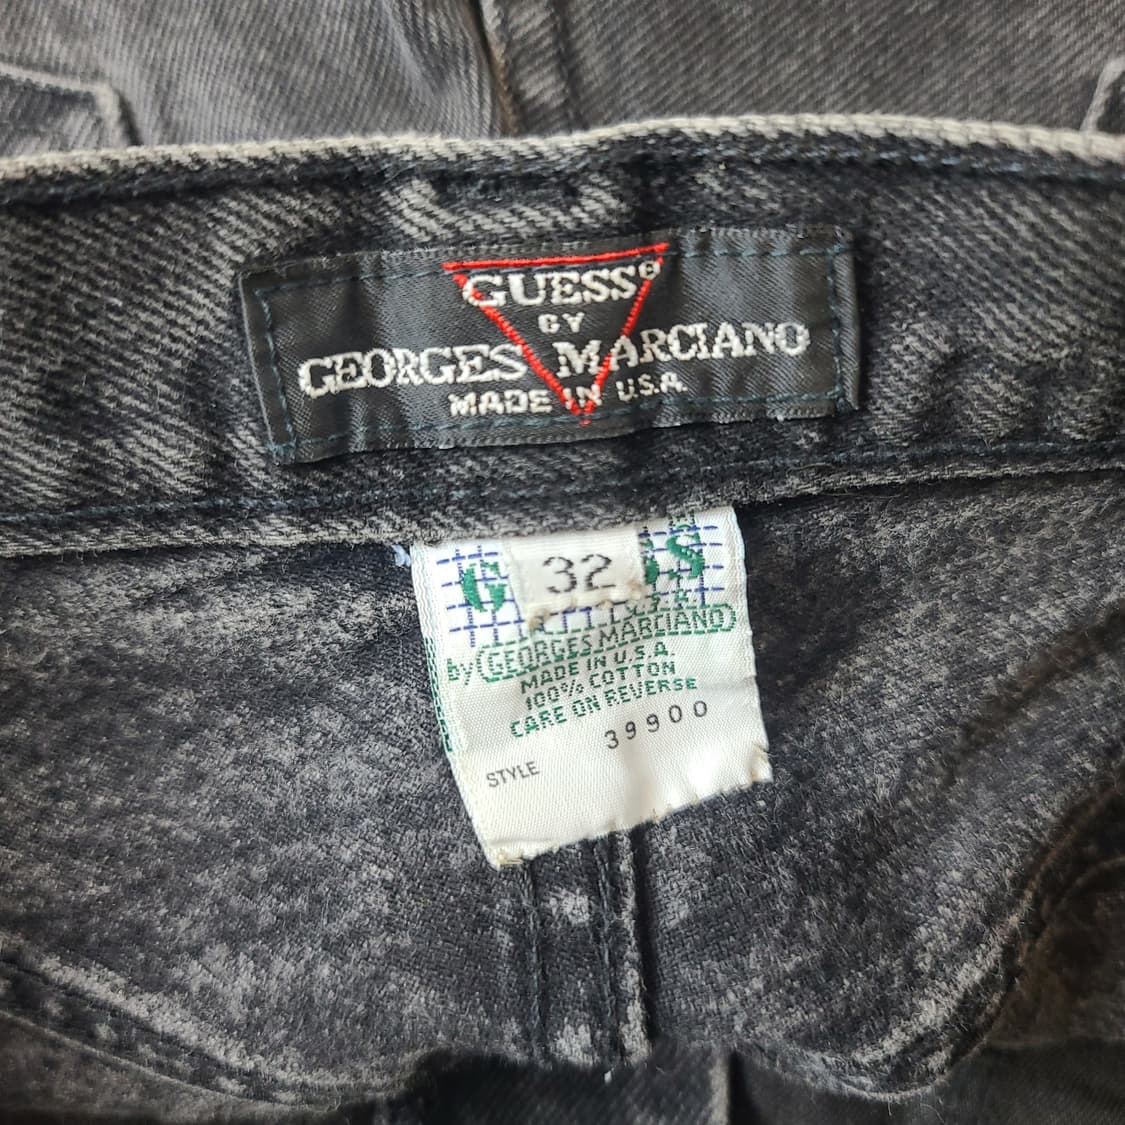 GUESS®
BY
GEORGES MARCIANO
MADE IN U.S.A.
G 32 SS
by GEORGES MARCIANO
MADE IN U.S.A.
100% COTTON
CARE ON REVERSE
39900
STYLE